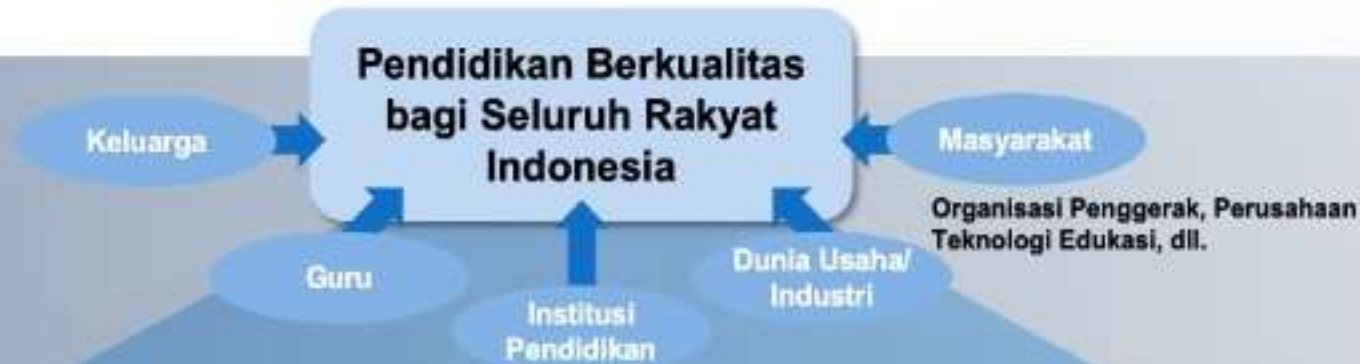 Pendidikan Berkualitas
bagi Seluruh Rakyat
Indonesia
Keluarga
Masyarakat
Organisasi Penggerak, Perusahaan
Teknologi Edukasi, dll.
Guru
Dunia Usaha/
Industri
Institusi
Pendidikan